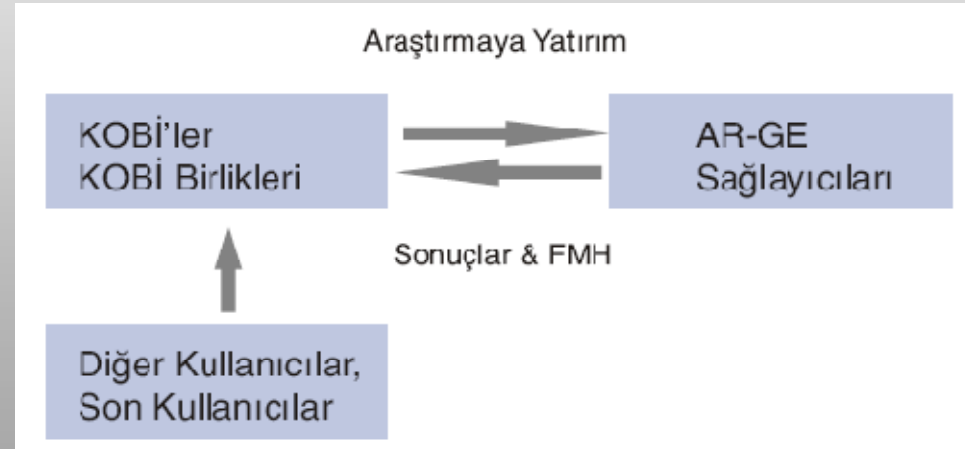 Araştırmaya Yatırım
KOBİ'ler
KOBİ Birlikleri
AR-GE
Sağlayıcıları
Sonuçlar & FMH
Diğer Kullanıcılar,
Son Kullanıcılar